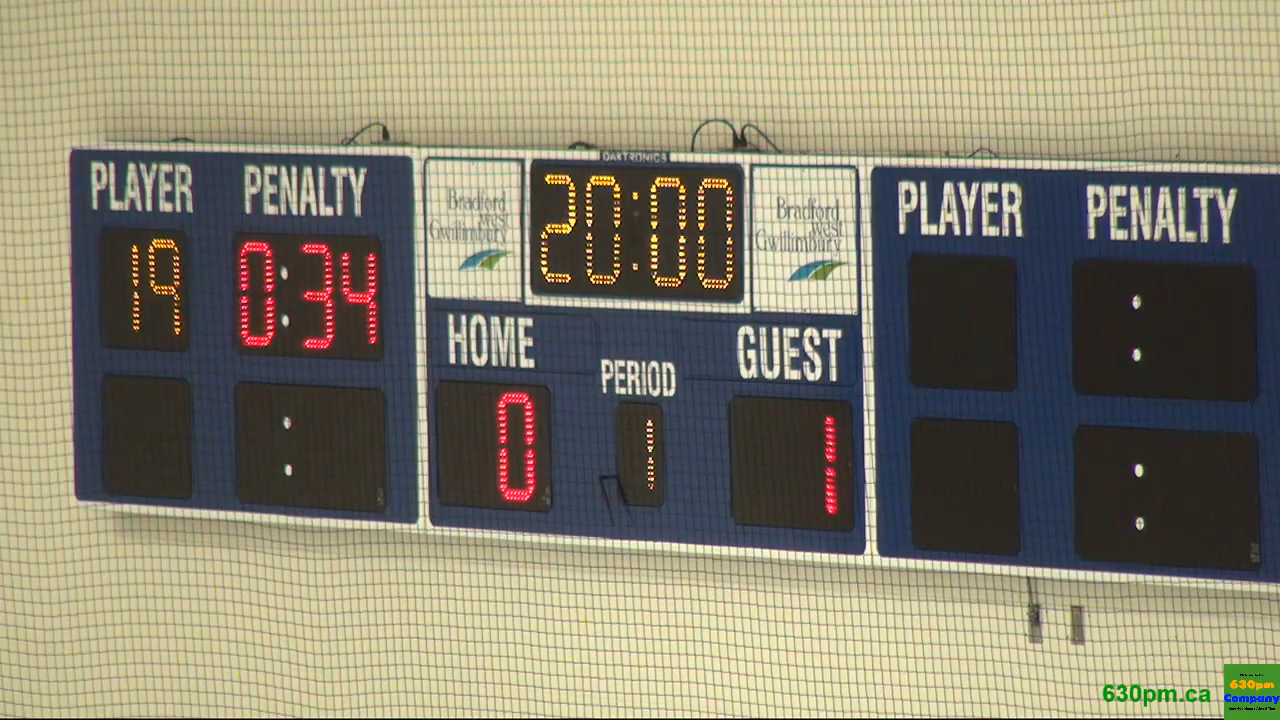 DAKTRONICS
PLAYER PENALTY
19 0:34
Bradford
west
Gwillimbury
20:00
Bradford
west
Gwillimbury
HOME PERIOD GUEST
0 1 1
PLAYER PENALTY
630pm.ca
630pm
Company